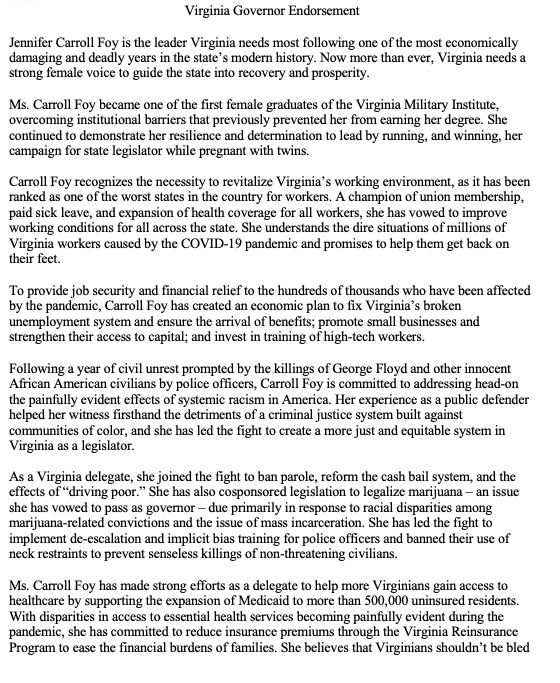 Virginia Governor Endorsement
Jennifer Carroll Foy is the leader Virginia needs most following one of the most economically
damaging and deadly years in the state’s modern history. Now more than ever, Virginia needs a
strong female voice to guide the state into recovery and prosperity.
Ms. Carroll Foy became one of the first female graduates of the Virginia Military Institute,
overcoming institutional barriers that previously prevented her from earning her degree. She
continued to demonstrate her resilience and determination to lead by running, and winning, her
campaign for state legislator while pregnant with twins.
Carroll Foy recognizes the necessity to revitalize Virginia’s working environment, as it has been
ranked as one of the worst states in the country for workers. A champion of union membership,
paid sick leave, and expansion of health coverage for all workers, she has vowed to improve
working conditions for all across the state. She understands the dire situations of millions of
Virginia workers caused by the COVID-19 pandemic and promises to help them get back on
their feet.
To provide job security and financial relief to the hundreds of thousands who have been affected
by the pandemic, Carroll Foy has created an economic plan to fix Virginia’s broken
unemployment system and ensure the arrival of benefits; promote small businesses and
strengthen their access to capital; and invest in training of high-tech workers.
Following a year of civil unrest prompted by the killings of George Floyd and other innocent
African American civilians by police officers, Carroll Foy is committed to addressing head-on
the painfully evident effects of systemic racism in America. Her experience as a public defender
helped her witness firsthand the detriments of a criminal justice system built against
communities of color, and she has led the fight to create a more just and equitable system in
Virginia as a legislator.
As a Virginia delegate, she joined the fight to ban parole, reform the cash bail system, and the
effects of “driving poor.” She has also cosponsored legislation to legalize marijuana – an issue
she has vowed to pass as governor – due primarily in response to racial disparities among
marijuana-related convictions and the issue of mass incarceration. She has led the fight to
implement de-escalation and implicit bias training for police officers and banned their use of
neck restraints to prevent senseless killings of non-threatening civilians.
Ms. Carroll Foy has made strong efforts as a delegate to help more Virginians gain access to
healthcare by supporting the expansion of Medicaid to more than 500,000 uninsured residents.
With disparities in access to essential health services becoming painfully evident during the
pandemic, she has committed to reduce insurance premiums through the Virginia Reinsurance
Program to ease the financial burdens of families. She believes that Virginians shouldn’t be bled